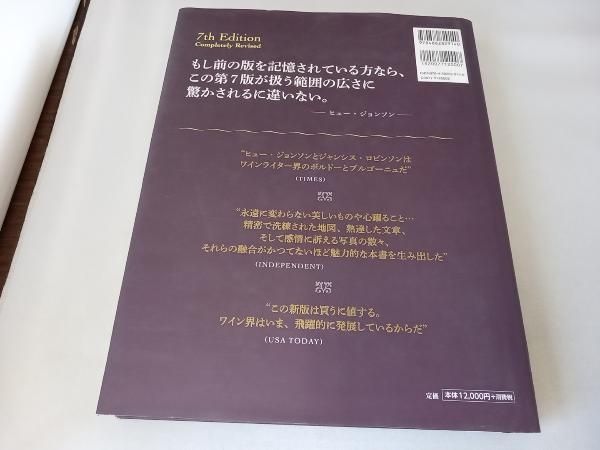 7th Edition
Completely Revised
もし前の版を記憶されている方なら、
この第7版が扱う範囲の広さに
驚かされるに違いない。
— ヒュー・ジョンソン —
“ヒュー・ジョンソンとジャンシス・ロビンソンは
ワインライター界のボルドーとブルゴーニュだ”
(TIMES)
“永遠に変わらない美しいものや心躍ること…
精密で洗練された地図、熟達した文章、
そして感情に訴える写真の数々、
それらの融合がかつてないほど魅力的な本書を生み出した”
(INDEPENDENT)
“この新版は買うに値する。
ワイン界はいま、飛躍的に発展しているからだ”
(USA TODAY)
定価 本体12,000円+消費税